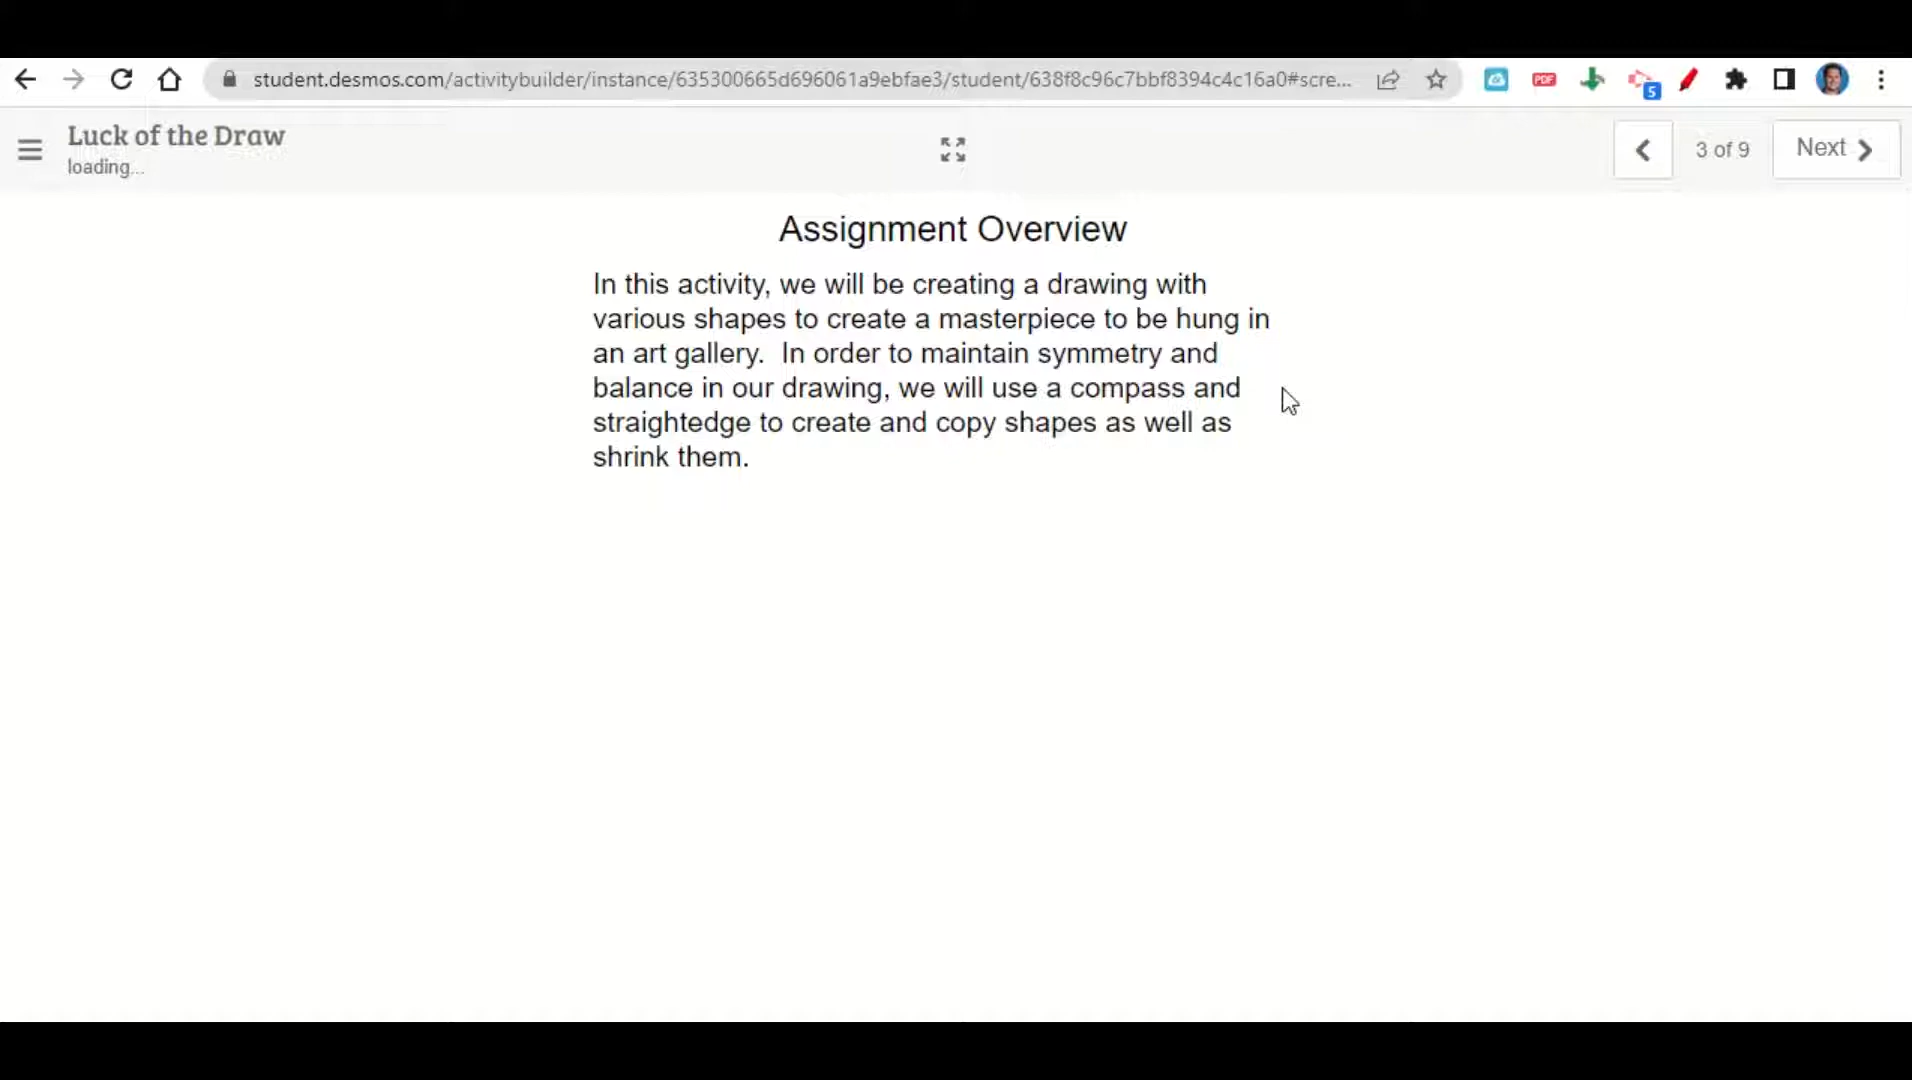 student.desmos.com/activitybuilder/instance/635300665d696061a9ebfae3/student/638f8c96c7bbf8394c4c16a0#scre...
PDF
5
Luck of the Draw
loading...
3 of 9
Next
Assignment Overview
In this activity, we will be creating a drawing with
various shapes to create a masterpiece to be hung in
an art gallery.  In order to maintain symmetry and
balance in our drawing, we will use a compass and
straightedge to create and copy shapes as well as
shrink them.